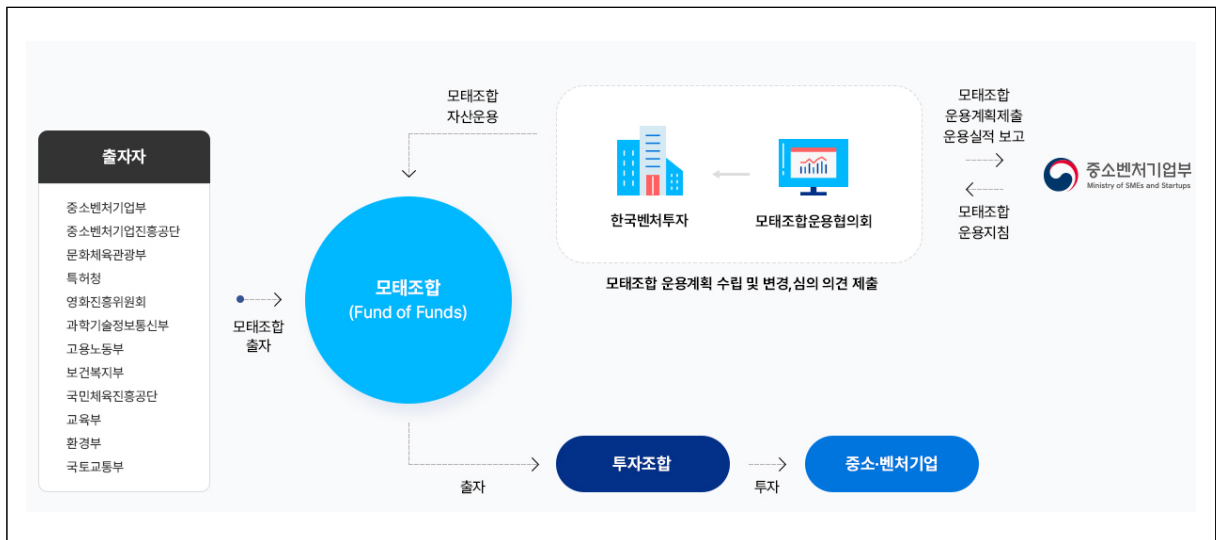 출자자
중소벤처기업부
중소벤처기업진흥공단
문화체육관광부
특허청
영화진흥위원회
과학기술정보통신부
고용노동부
보건복지부
국민체육진흥공단
교육부
환경부
국토교통부
모태조합
출자
모태조합
(Fund of Funds)
모태조합
자산운용
한국벤처투자
모태조합운용협의회
모태조합 운용계획 수립 및 변경,심의 의견 제출
모태조합
운용계획제출
운용실적 보고
모태조합
운용지침
중소벤처기업부
Ministry of SMEs and Startups
출자
투자조합
투자
중소·벤처기업